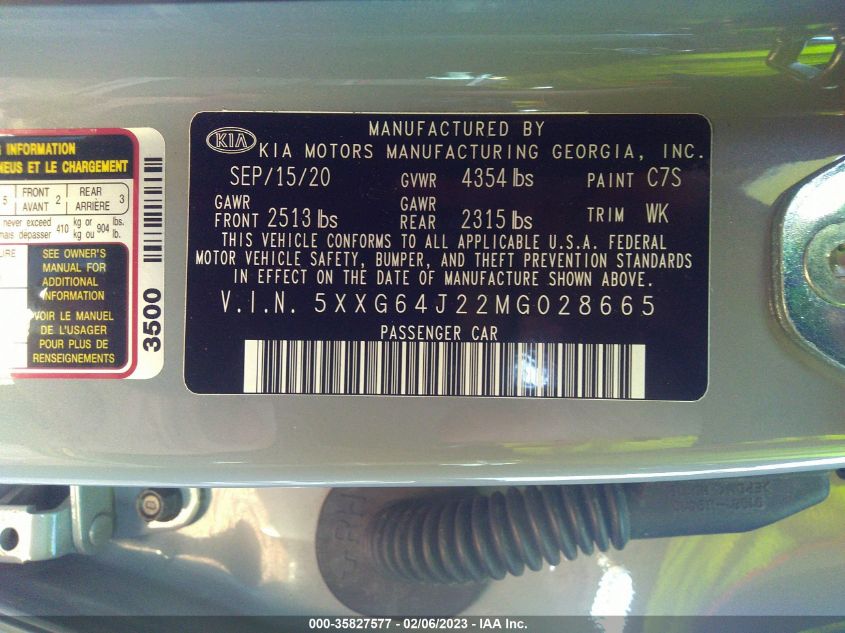 G INFORMATION
NEUS ET LE CHARGEMENT
5 FRONT AVANT 2 REAR ARRIÈRE 3
never exceed 410 kg or 904 lbs.
mais depasser kg ou lb.
SEE OWNER'S
MANUAL FOR
ADDITIONAL
INFORMATION
VOIR LE MANUEL
DE L'USAGER
POUR PLUS DE
RENSEIGNEMENTS
3500
KIA
MANUFACTURED BY
KIA MOTORS MANUFACTURING GEORGIA, INC.
SEP/15/20 GVWR 4354 lbs PAINT C7S
GAWR FRONT 2513 lbs GAWR REAR 2315 lbs TRIM WK
THIS VEHICLE CONFORMS TO ALL APPLICABLE U.S.A. FEDERAL
MOTOR VEHICLE SAFETY, BUMPER, AND THEFT PREVENTION STANDARDS
IN EFFECT ON THE DATE OF MANUFACTURE SHOWN ABOVE.
V.I.N. 5XXG64J22MG028665
PASSENGER CAR
RH
000-35827577 - 02/06/2023 - IAA Inc.